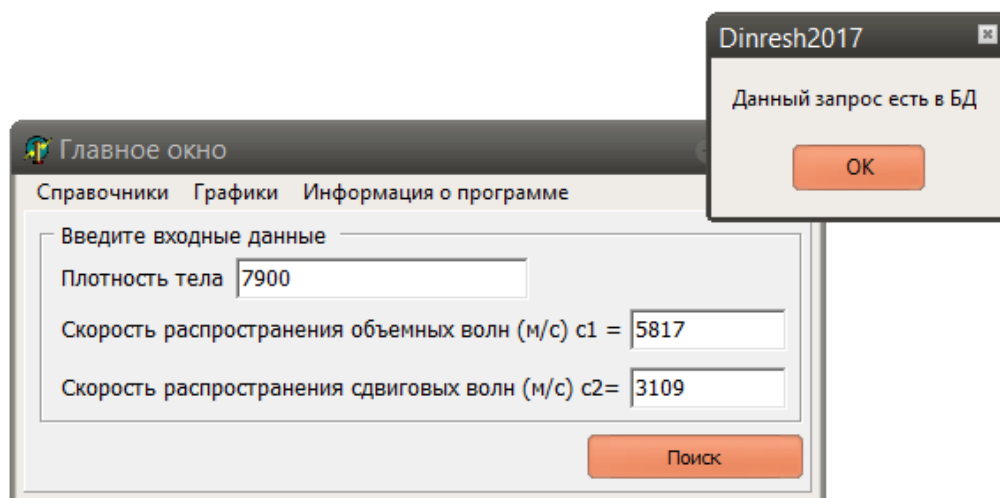 Dinresh2017
Данный запрос есть в БД
OK
Главное окно
Справочники Графики Информация о программе
Введите входные данные
Плотность тела 7900
Скорость распространения объемных волн (м/с) c1 = 5817
Скорость распространения сдвиговых волн (м/с) c2= 3109
Поиск